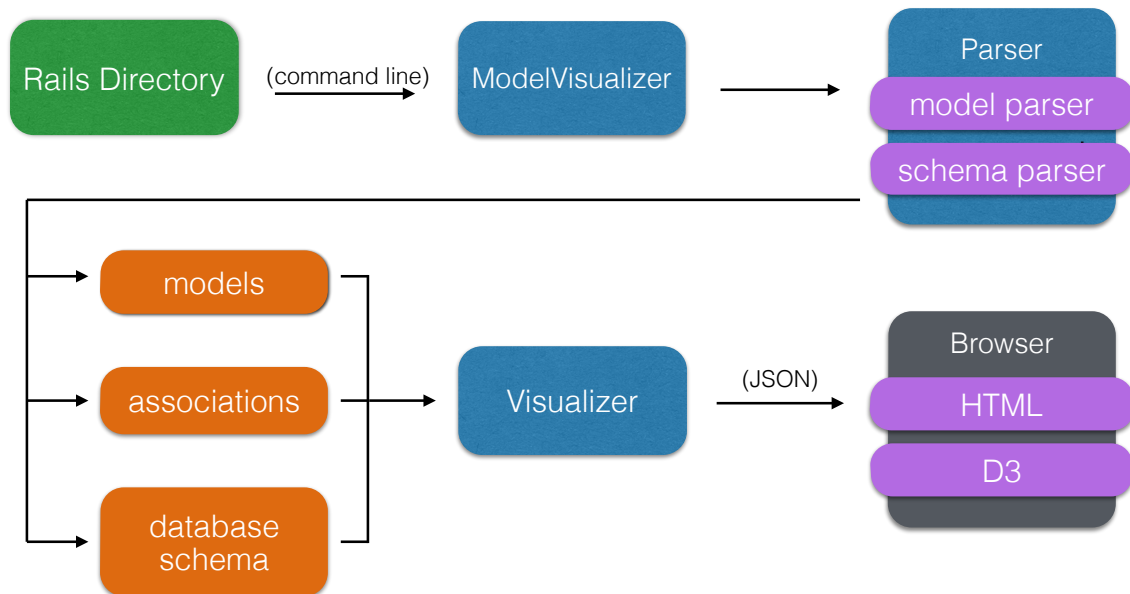 Rails Directory
(command line)
ModelVisualizer
Parser
model parser
schema parser
models
associations
database
schema
Visualizer
(JSON)
Browser
HTML
D3